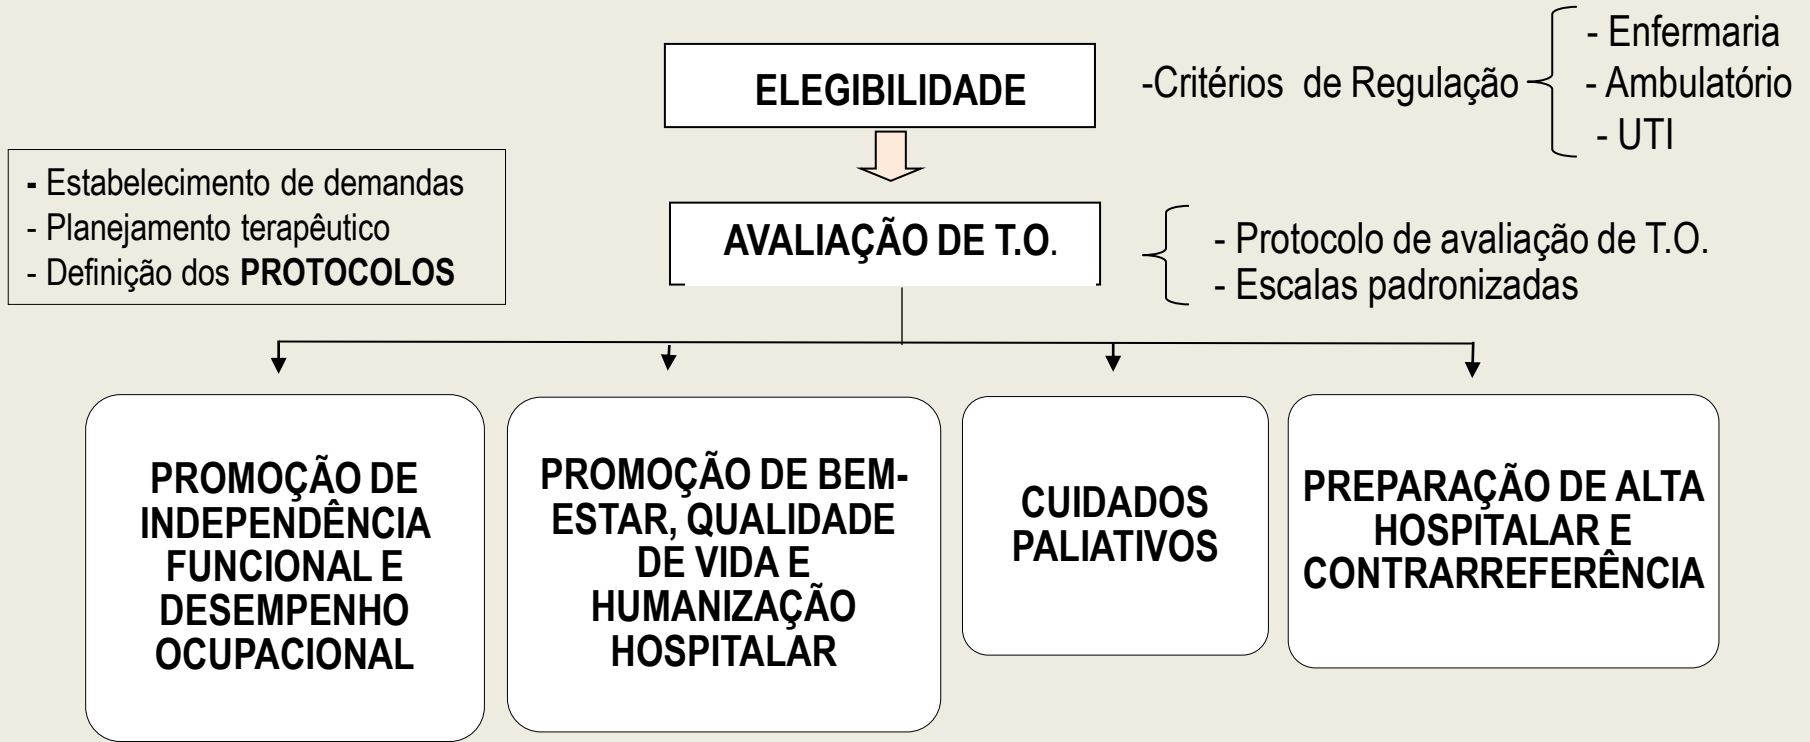 ELEGIBILIDADE
-Critérios de Regulação
- Enfermaria
- Ambulatório
- UTI
- Estabelecimento de demandas
- Planejamento terapêutico
- Definição dos PROTOCOLOS
AVALIAÇÃO DE T.O.
- Protocolo de avaliação de T.O.
- Escalas padronizadas
PROMOÇÃO DE
INDEPENDÊNCIA
FUNCIONAL E
DESEMPENHO
OCUPACIONAL
PROMOÇÃO DE BEM-
ESTAR, QUALIDADE
DE VIDA E
HUMANIZAÇÃO
HOSPITALAR
CUIDADOS
PALIATIVOS
PREPARAÇÃO DE ALTA
HOSPITALAR E
CONTRARREFERÊNCIA